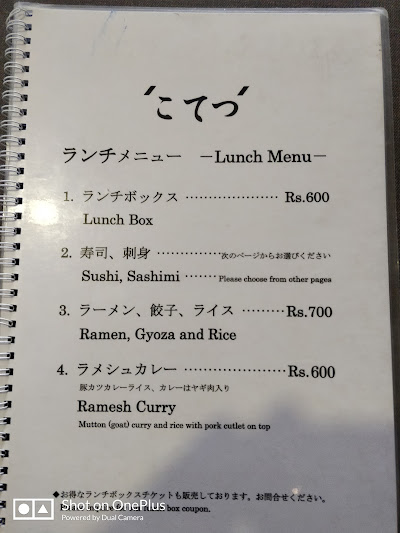 こてつ
ランチメニュー －Lunch Menu－
1. ランチボックス ···················· Rs.600
Lunch Box
2. 寿司、刺身 ··············次のページからお選びください
Sushi, Sashimi ······· Please choose from other pages
3. ラーメン、餃子、ライス ·········Rs.700
Ramen, Gyoza and Rice
4. ラメシュカレー ······················Rs.600
豚カツカレーライス、カレーはヤギ肉入り
Ramesh Curry
Mutton (goat) curry and rice with pork cutlet on top
◆お得なランチボックスチケットも販売しております。お問合せください。
box coupon.
Shot on OnePlus
Powered by Dual Camera